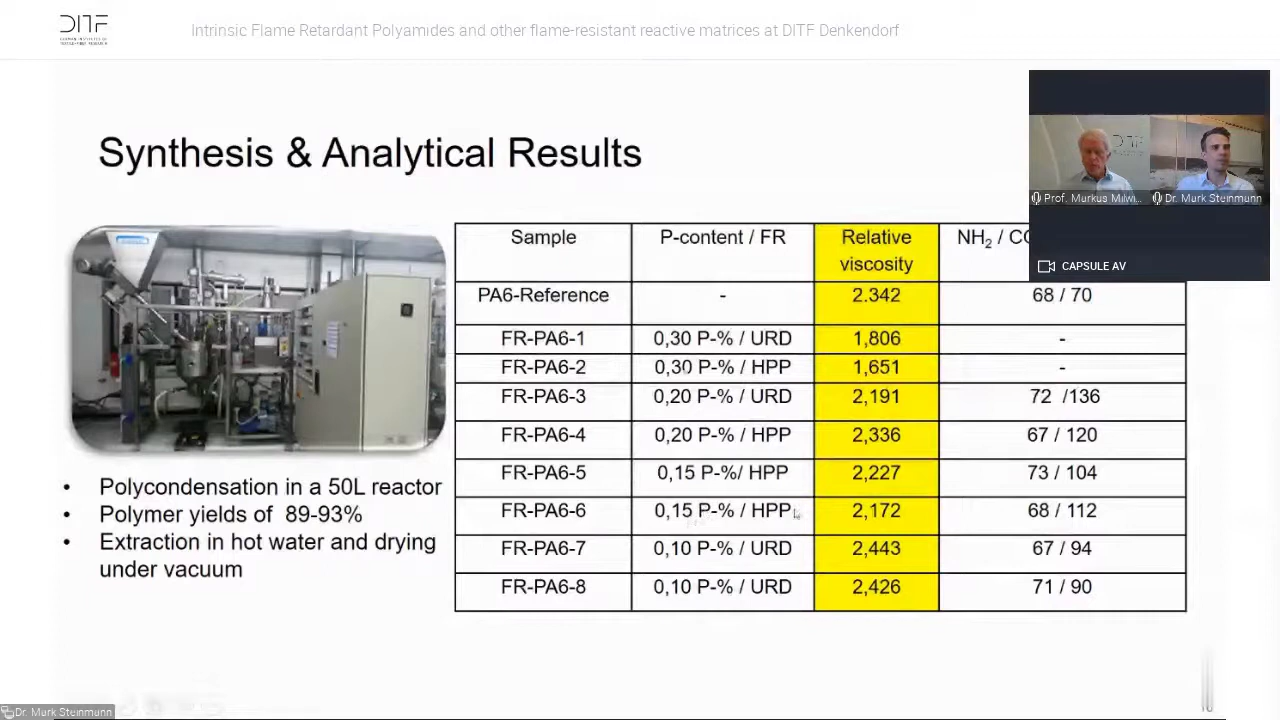 DITF
Intrinsic Flame Retardant Polyamides and other flame-resistant reactive matrices at DITF Denkendorf
Synthesis & Analytical Results
Prof. Markus Milwi...
Dr. Mark Steinmann
CAPSULE AV
Sample P-content / FR Relative viscosity NH2 /
PA6-Reference - 2.342 68 / 70
FR-PA6-1 0,30 P-% / URD 1,806 -
FR-PA6-2 0,30 P-% / HPP 1,651 -
FR-PA6-3 0,20 P-% / URD 2,191 72 /136
FR-PA6-4 0,20 P-% / HPP 2,336 67 / 120
FR-PA6-5 0,15 P-%/ HPP 2,227 73 / 104
FR-PA6-6 0,15 P-% / HPP 2,172 68 / 112
FR-PA6-7 0,10 P-% / URD 2,443 67 / 94
FR-PA6-8 0,10 P-% / URD 2,426 71 / 90
• Polycondensation in a 50L reactor
• Polymer yields of 89-93%
• Extraction in hot water and drying
under vacuum
Dr. Mark Steinmann